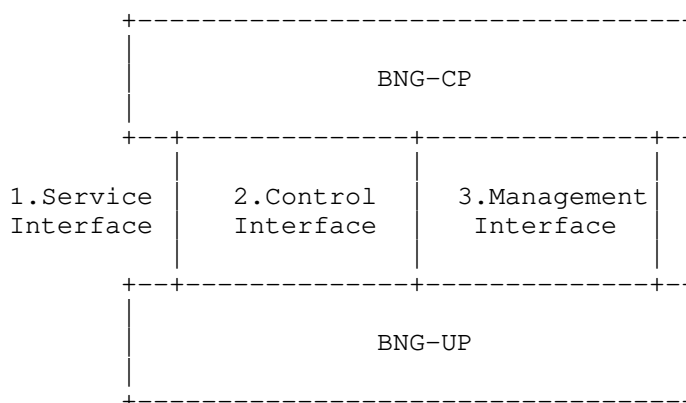 BNG-CP
1.Service 2.Control 3.Management
Interface Interface Interface
BNG-UP